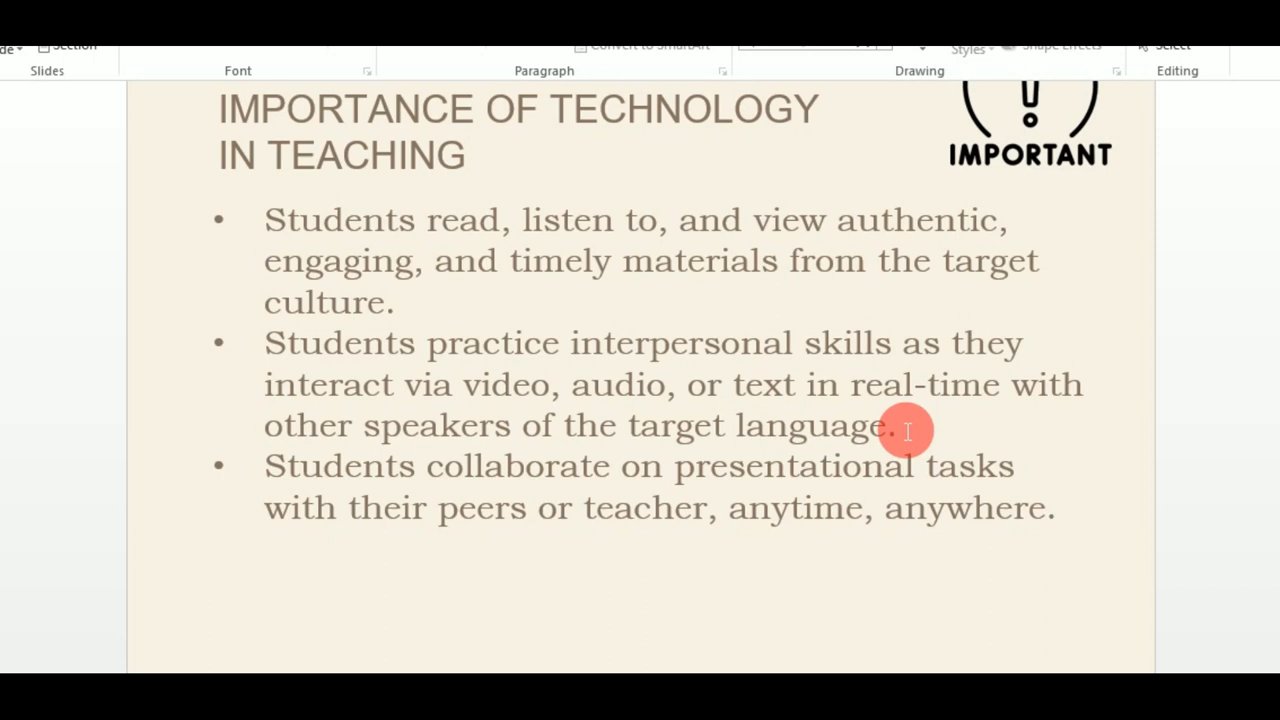 Section
Convert to SmartArt
Styles
Shape Effects
Select
Slides
Font
Paragraph
Drawing
Editing
IMPORTANCE OF TECHNOLOGY
IN TEACHING
!
IMPORTANT
• Students read, listen to, and view authentic,
engaging, and timely materials from the target
culture.
• Students practice interpersonal skills as they
interact via video, audio, or text in real-time with
other speakers of the target language.
• Students collaborate on presentational tasks
with their peers or teacher, anytime, anywhere.